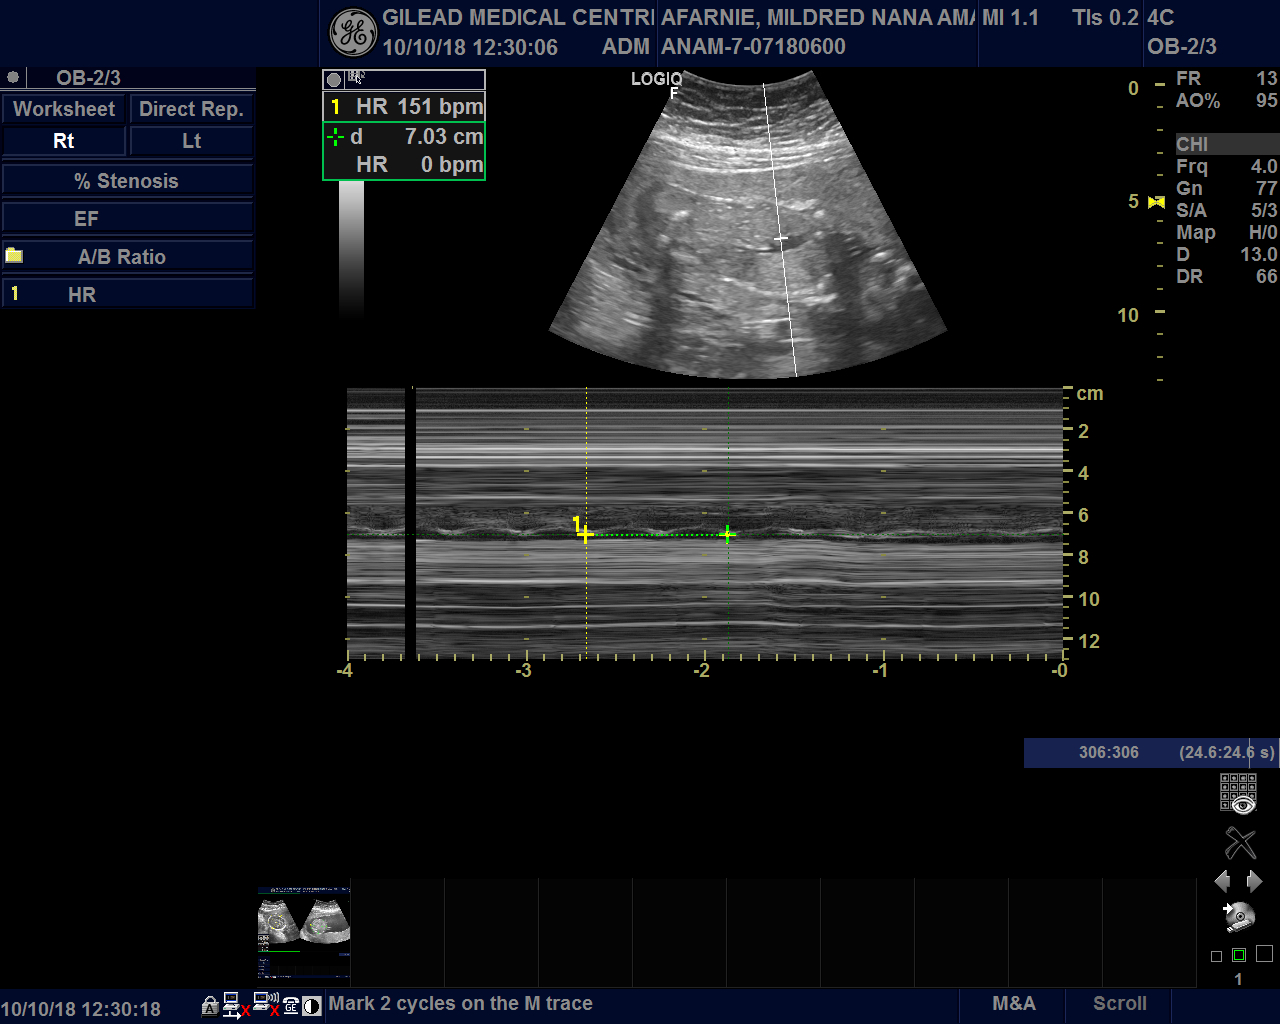 GE
GILEAD MEDICAL CENTR
AFARNIE, MILDRED NANA AMA
MI 1.1
TIs 0.2
4C
10/10/18 12:30:06
ADM
ANAM-7-07180600
OB-2/3
OB-2/3
Worksheet
Direct Rep.
Rt
Lt
% Stenosis
EF
A/B Ratio
1 HR
1 HR 151 bpm
d 7.03 cm
HR 0 bpm
LOGIQ
F
0
5
10
FR 13
AO% 95
CHI
Frq 4.0
Gn 77
S/A 5/3
Map H/0
D 13.0
DR 66
cm
2
4
6
8
10
12
1
-4 -3 -2 -1 -0
306:306 (24.6:24.6 s)
1
10/10/18 12:30:18
A
GE
Mark 2 cycles on the M trace
M&A
Scroll